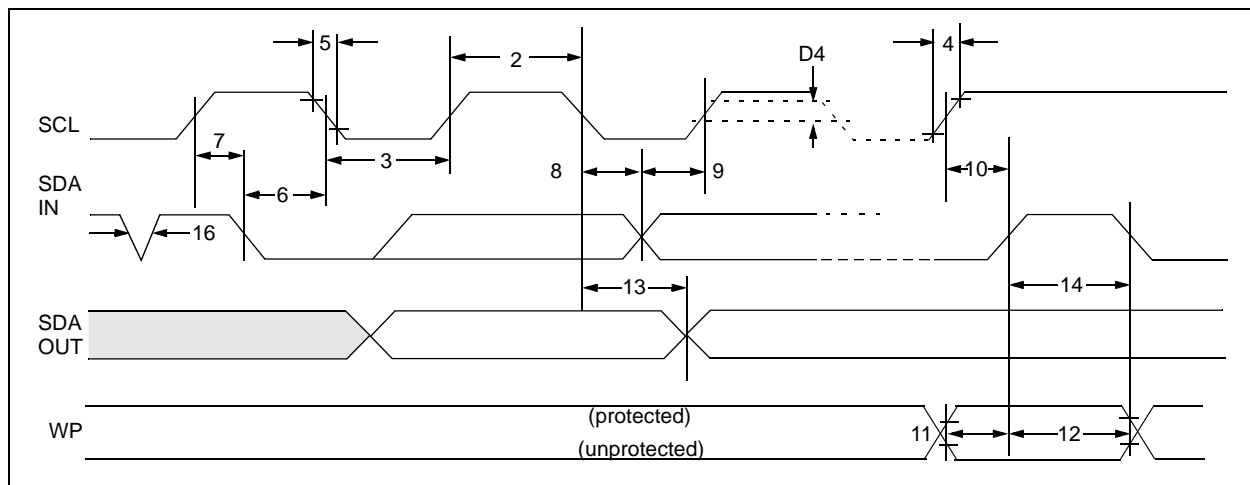 5
2
D4
4
SCL
7
3
8
9
10
SDA
IN
6
16
13
14
SDA
OUT
WP
(protected)
(unprotected)
11
12